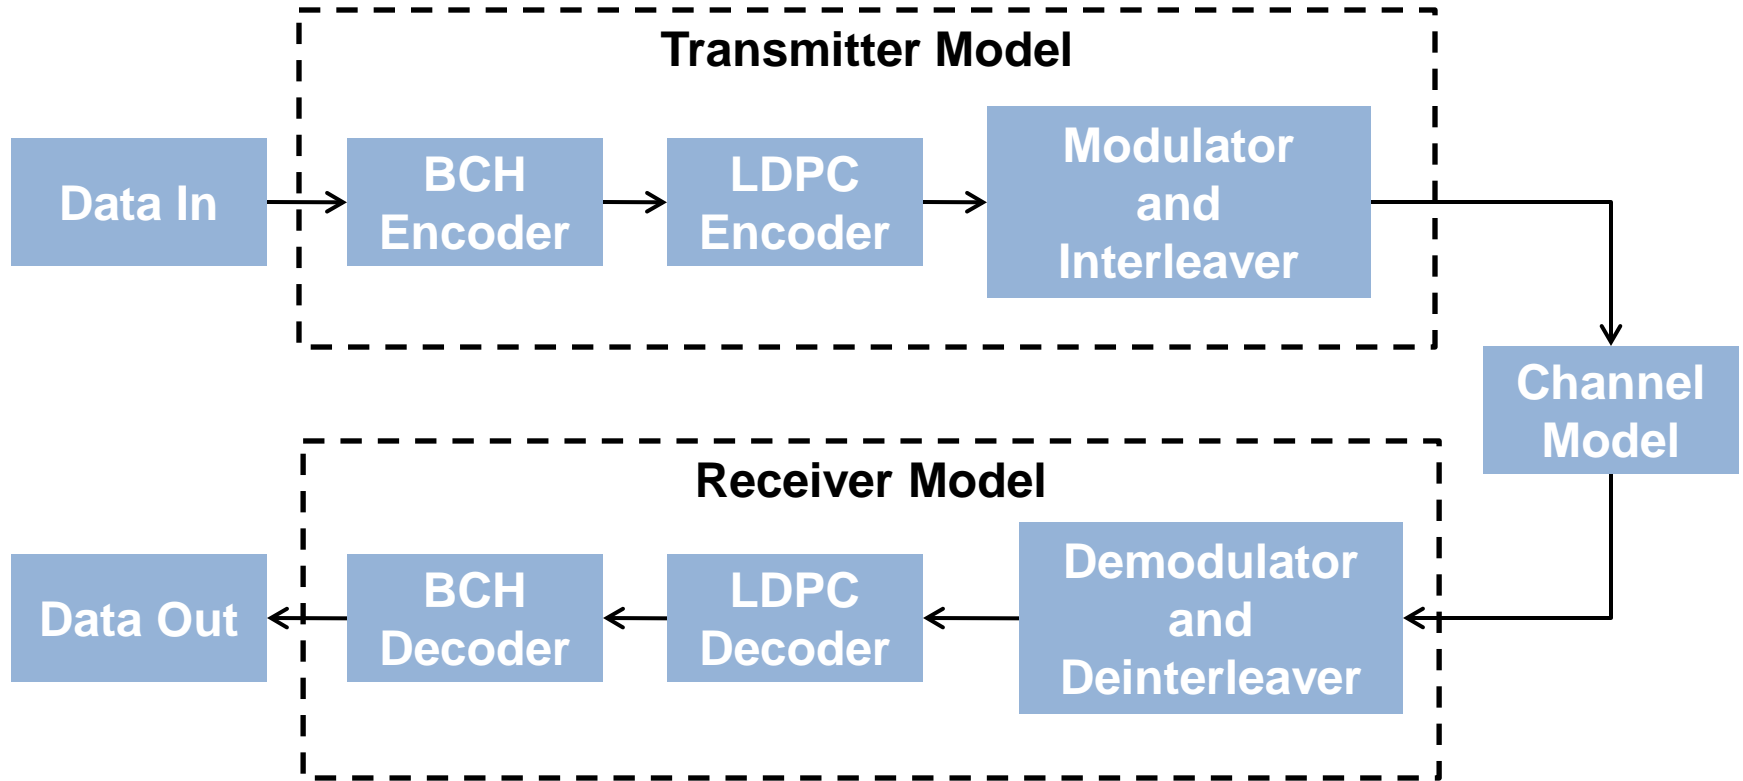 Transmitter Model
Data In
BCH
Encoder
LDPC
Encoder
Modulator
and
Interleaver
Channel
Model
Receiver Model
Demodulator
and
Deinterleaver
LDPC
Decoder
BCH
Decoder
Data Out